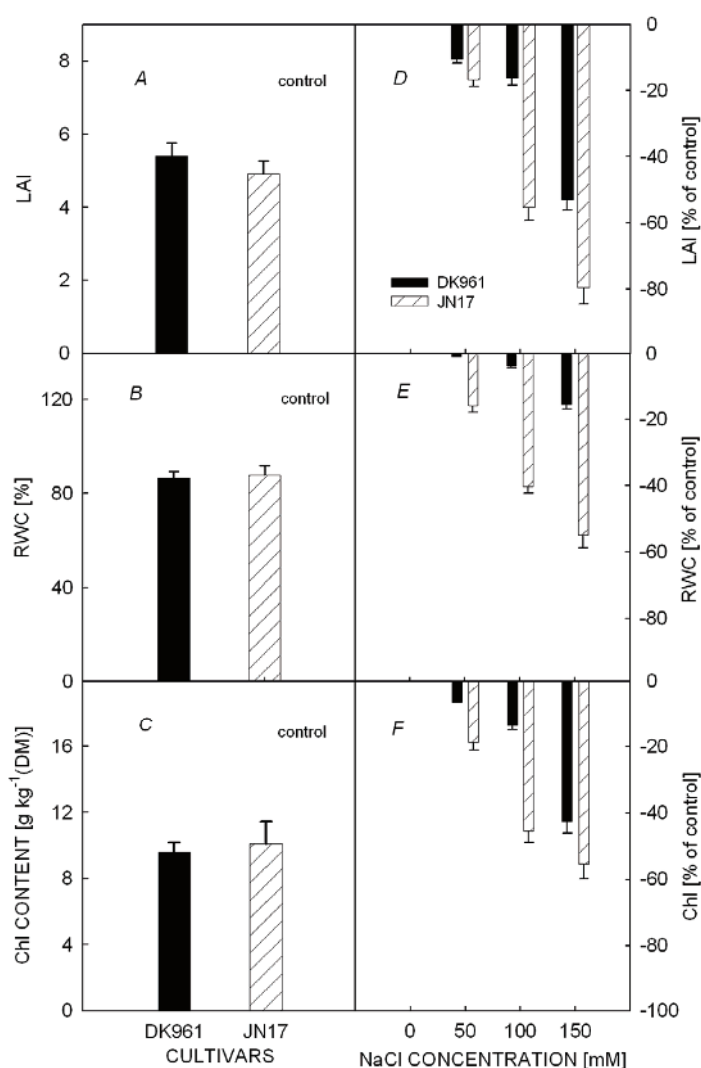 A
control
8
6
4
2
0
LAI
D
0
-20
-40
-60
-80
LAI [% of control]
DK961
JN17
B
control
120
80
40
0
RWC [%]
E
0
-20
-40
-60
-80
RWC [% of control]
C
control
16
12
8
4
0
Chl CONTENT [g kg-1(DM)]
F
0
-20
-40
-60
-80
-100
Chl [% of control]
DK961 JN17
CULTIVARS
0 50 100 150
NaCl CONCENTRATION [mM]